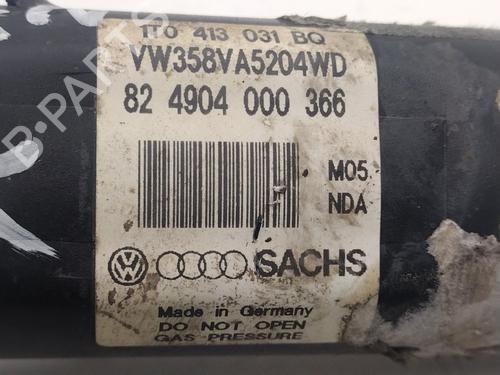 1T0 413 031 BQ
VW358VA5204WD
82 4904 000 366
M05
NDA
SACHS
Made in Germany
DO NOT OPEN
GAS PRESSURE
B-PARTS